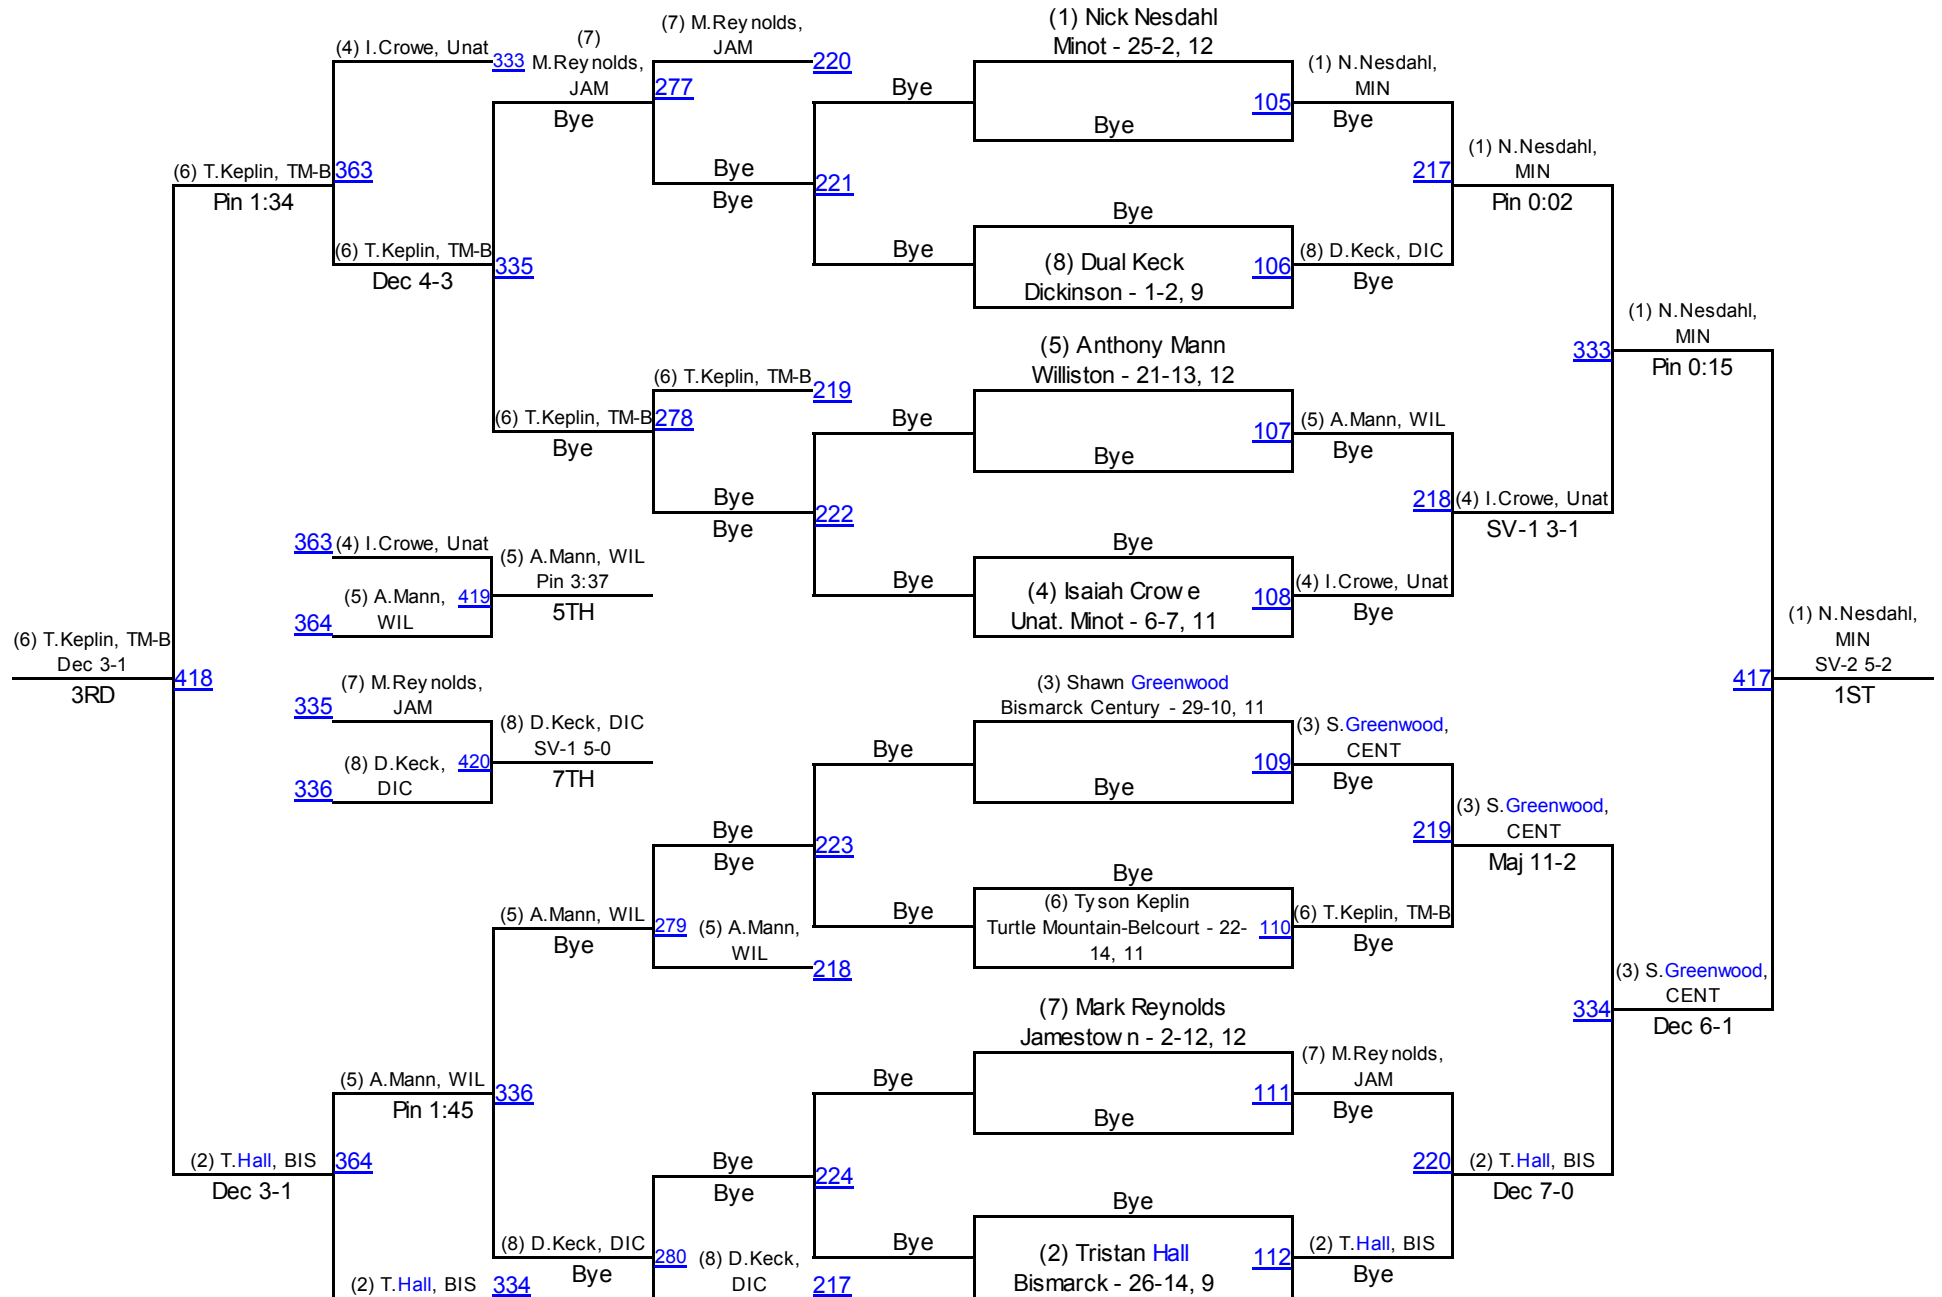 (1) Nick Nesdahl
Minot - 25-2, 12
(7) M.Reynolds,
JAM
220
(4) I.Crowe, Unat
333
(7)
M.Reynolds,
JAM
Bye
277
Bye
Bye
105
(1) N.Nesdahl,
MIN
Bye
(6) T.Keplin, TM-B
Pin 1:34
363
Bye
Bye
221
217
(1) N.Nesdahl,
MIN
Pin 0:02
(6) T.Keplin, TM-B
Dec 4-3
335
Bye
Bye
(8) Dual Keck
Dickinson - 1-2, 9
106
(8) D.Keck, DIC
Bye
(1) N.Nesdahl,
MIN
Pin 0:15
333
(5) Anthony Mann
Williston - 21-13, 12
(6) T.Keplin, TM-B
219
(6) T.Keplin, TM-B
Bye
278
Bye
Bye
107
(5) A.Mann, WIL
Bye
Bye
Bye
222
218
(4) I.Crowe, Unat
SV-1 3-1
363
(4) I.Crowe, Unat
(5) A.Mann, WIL
Pin 3:37
5TH
(5) A.Mann,
WIL
419
364
Bye
Bye
(4) Isaiah Crowe
Unat. Minot - 6-7, 11
108
(4) I.Crowe, Unat
Bye
(6) T.Keplin, TM-B
Dec 3-1
3RD
418
(1) N.Nesdahl,
MIN
SV-2 5-2
1ST
417
(7) M.Reynolds,
JAM
335
(8) D.Keck, DIC
SV-1 5-0
7TH
(8) D.Keck,
DIC
420
336
(3) Shawn Greenwood
Bismarck Century - 29-10, 11
Bye
Bye
109
(3) S.Greenwood,
CENT
Bye
Bye
Bye
223
219
(3) S.Greenwood,
CENT
Maj 11-2
(5) A.Mann, WIL
Bye
279
(5) A.Mann,
WIL
218
Bye
Bye
(6) Tyson Keplin
Turtle Mountain-Belcourt - 22-
14, 11
110
(6) T.Keplin, TM-B
Bye
(3) S.Greenwood,
CENT
Dec 6-1
334
(7) Mark Reynolds
Jamestown - 2-12, 12
(5) A.Mann, WIL
Pin 1:45
336
Bye
Bye
111
(7) M.Reynolds,
JAM
Bye
(2) T.Hall, BIS
Dec 3-1
364
Bye
Bye
224
220
(2) T.Hall, BIS
Dec 7-0
(8) D.Keck, DIC
Bye
280
(8) D.Keck,
DIC
217
Bye
Bye
(2) Tristan Hall
Bismarck - 26-14, 9
112
(2) T.Hall, BIS
Bye
(2) T.Hall, BIS
334